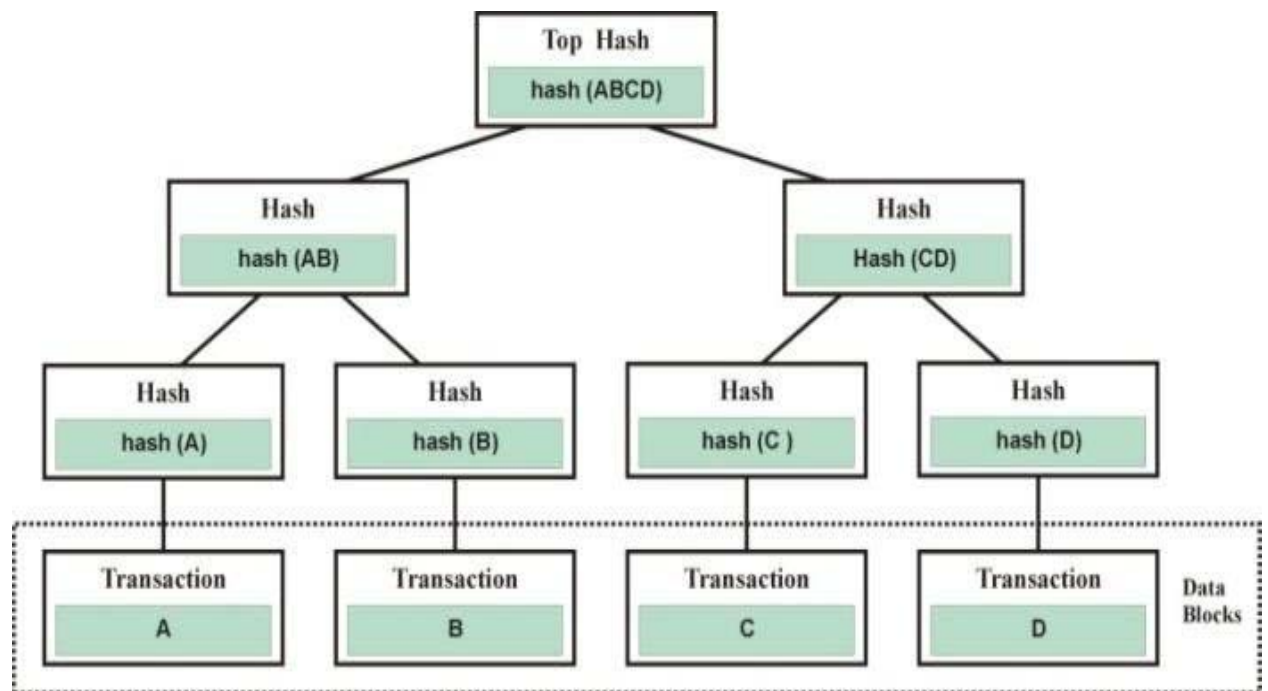 Top Hash
hash (ABCD)
Hash
hash (AB)
Hash
Hash (CD)
Hash
hash (A)
Hash
hash (B)
Hash
hash (C )
Hash
hash (D)
Transaction
A
Transaction
B
Transaction
C
Transaction
D
Data
Blocks